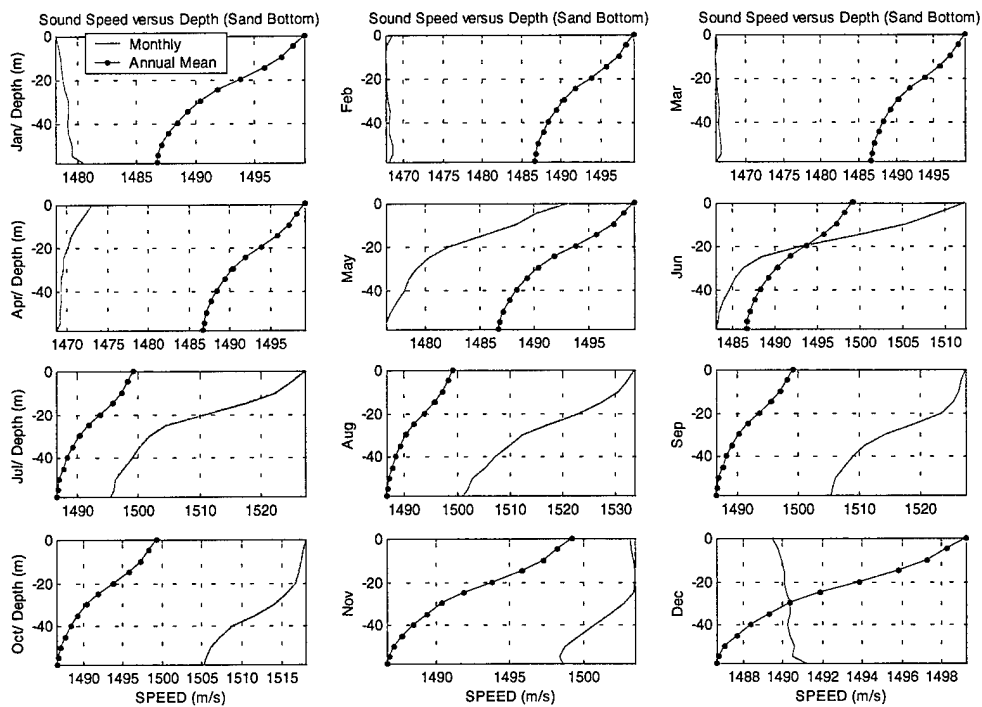 Sound Speed versus Depth (Sand Bottom) Sound Speed versus Depth (Sand Bottom) Sound Speed versus Depth (Sand Bottom)
Monthly
Annual Mean
Jan/ Depth (m)
0
-20
-40
1480 1485 1490 1495
Feb
0
-20
-40
1470 1475 1480 1485 1490 1495
Mar
0
-20
-40
1470 1475 1480 1485 1490 1495
Apr/ Depth (m)
0
-20
-40
1470 1475 1480 1485 1490 1495
May
0
-20
-40
1480 1485 1490 1495
Jun
0
-20
-40
1485 1490 1495 1500 1505 1510
Jul/ Depth (m)
0
-20
-40
1490 1500 1510 1520
Aug
0
-20
-40
1490 1500 1510 1520 1530
Sep
0
-20
-40
1490 1500 1510 1520
Oct/ Depth (m)
0
-20
-40
1490 1495 1500 1505 1510 1515
SPEED (m/s)
Nov
0
-20
-40
1490 1495 1500
SPEED (m/s)
Dec
0
-20
-40
1488 1490 1492 1494 1496 1498
SPEED (m/s)